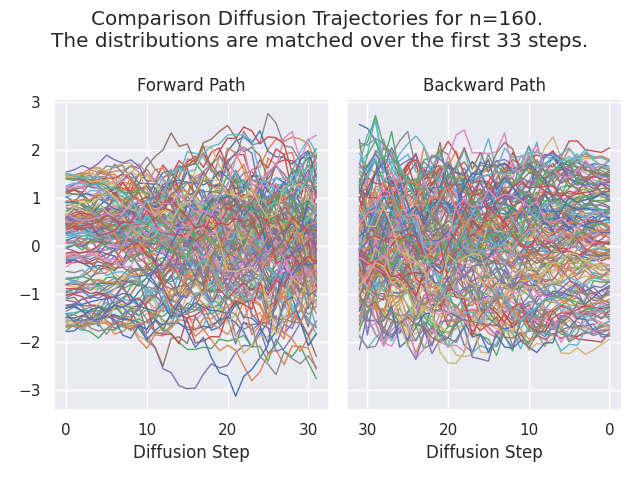 Comparison Diffusion Trajectories for n=160.
The distributions are matched over the first 33 steps.
Forward Path
Backward Path
3
2
1
0
−1
−2
−3
0 10 20 30
30 20 10 0
Diffusion Step
Diffusion Step